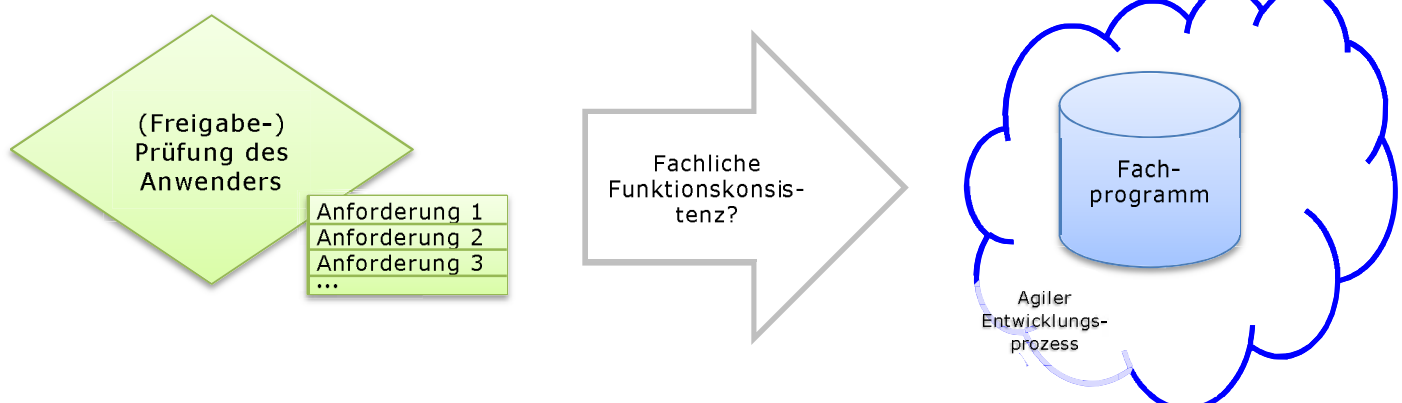 (Freigabe-)
Prüfung des
Anwenders
Anforderung 1
Anforderung 2
Anforderung 3
...
Fachliche
Funktionskonsis-
tenz?
Fach-
programm
Agiler
Entwicklungs-
prozess